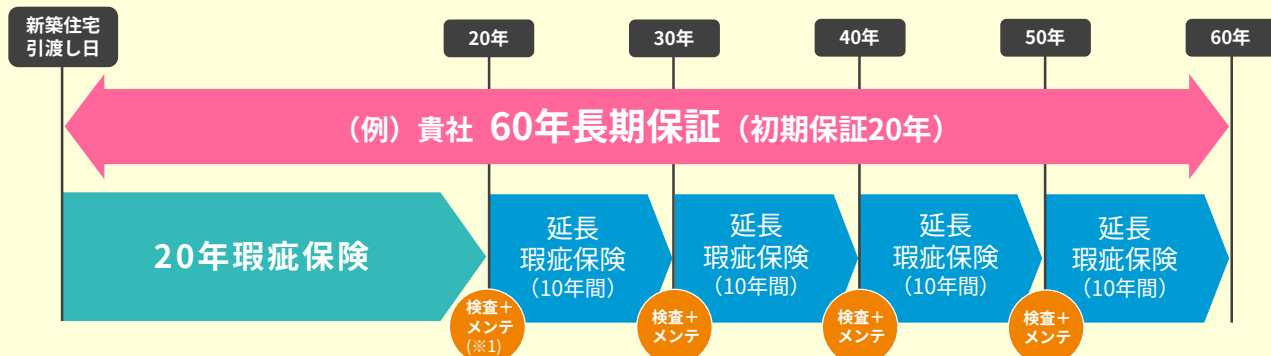 新築住宅
引渡し日
20年
30年
40年
50年
60年
（例）貴社 60年長期保証（初期保証20年）
20年瑕疵保険
延長
瑕疵保険
（10年間）
延長
瑕疵保険
（10年間）
延長
瑕疵保険
（10年間）
延長
瑕疵保険
（10年間）
検査＋
メンテ
(※1)
検査＋
メンテ
検査＋
メンテ
検査＋
メンテ